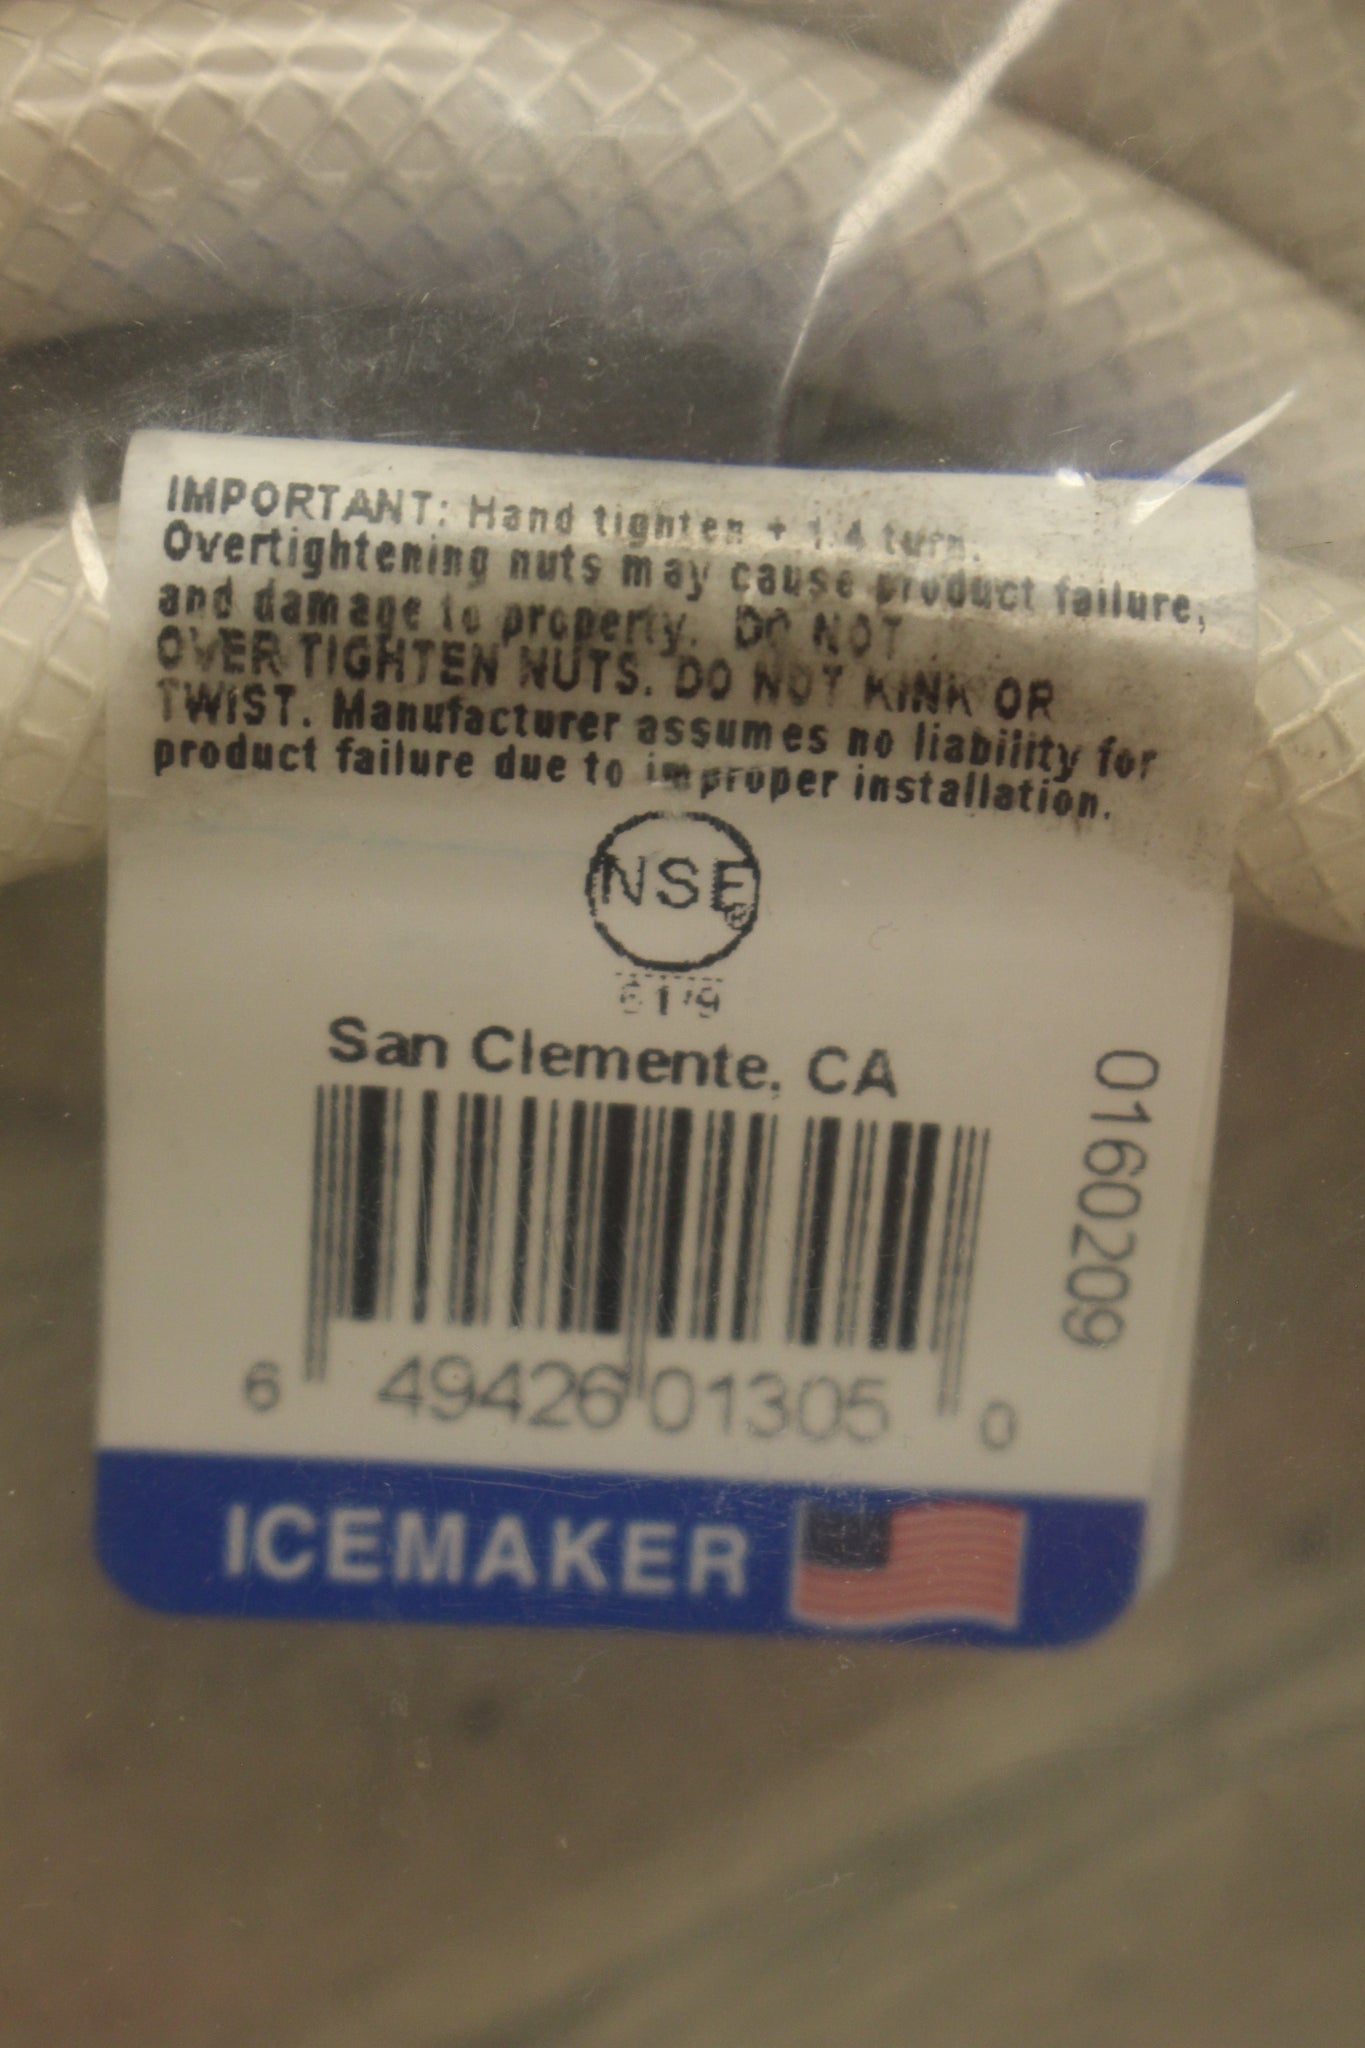 IMPORTANT: Hand tighten + 1/4 turn.
Overtightening nuts may cause product failure,
and damage to property. DO NOT
OVER TIGHTEN NUTS. DO NOT KINK OR
TWIST. Manufacturer assumes no liability for
product failure due to improper installation.
NSF®
61/9
San Clemente, CA
0160209
6 49426 01305 0
ICEMAKER